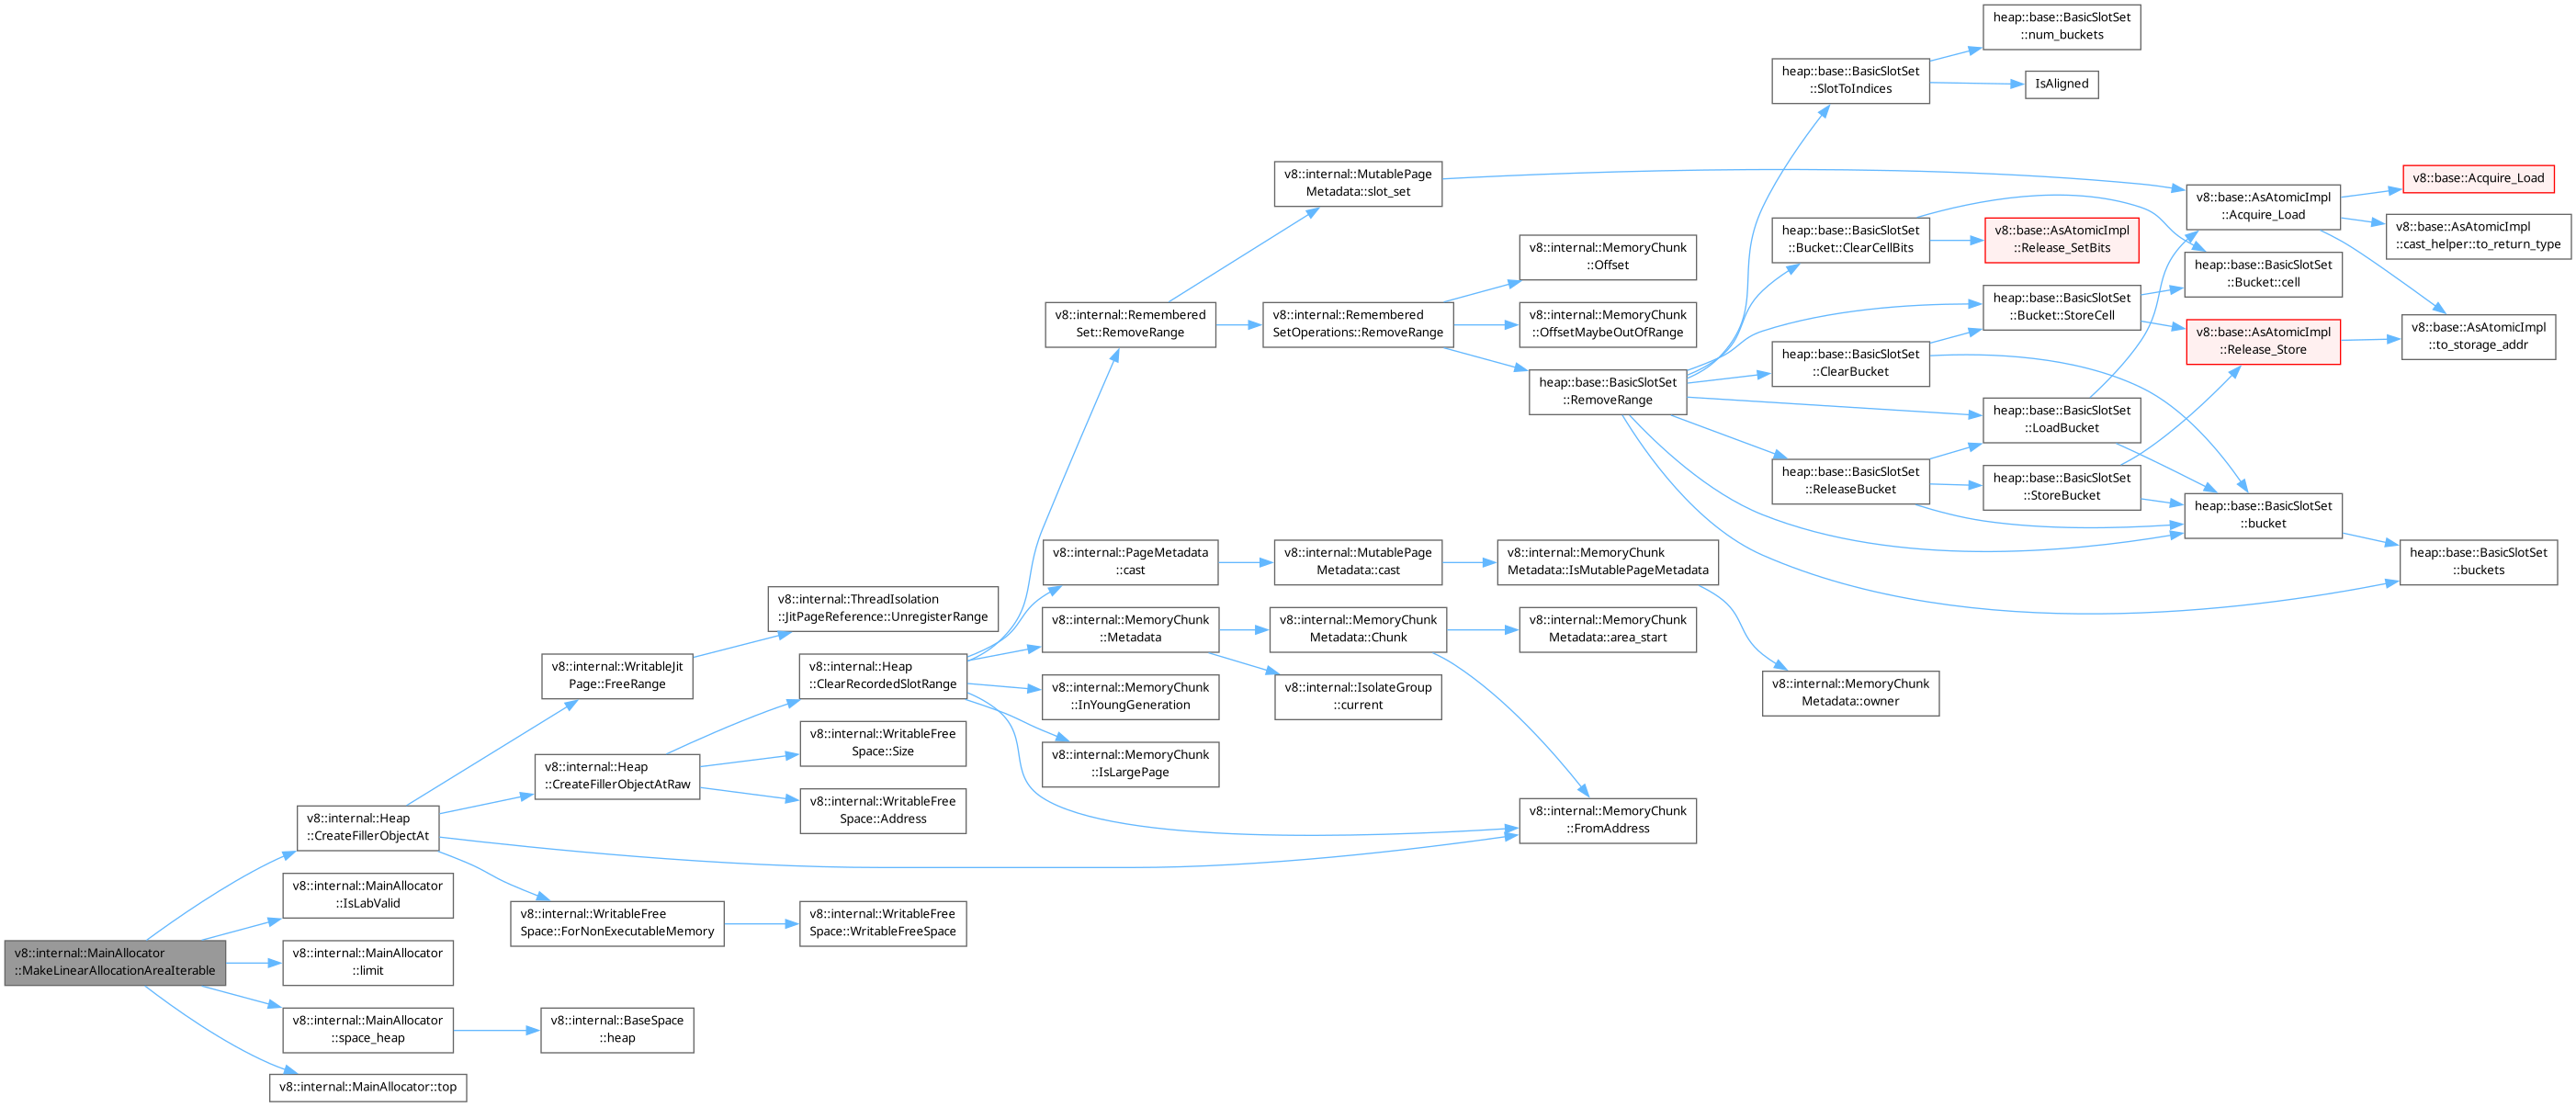 heap::base::BasicSlotSet
::num_buckets
heap::base::BasicSlotSet
::SlotToIndices
IsAligned
v8::internal::MutablePage
Metadata::slot_set
v8::base::Acquire_Load
v8::base::AsAtomicImpl
::Acquire_Load
v8::base::AsAtomicImpl
::cast_helper::to_return_type
heap::base::BasicSlotSet
::Bucket::ClearCellBits
v8::base::AsAtomicImpl
::Release_SetBits
v8::internal::MemoryChunk
::Offset
heap::base::BasicSlotSet
::Bucket::cell
heap::base::BasicSlotSet
::Bucket::StoreCell
v8::internal::Remembered
Set::RemoveRange
v8::internal::Remembered
SetOperations::RemoveRange
v8::internal::MemoryChunk
::OffsetMaybeOutOfRange
v8::base::AsAtomicImpl
::Release_Store
v8::base::AsAtomicImpl
::to_storage_addr
heap::base::BasicSlotSet
::ClearBucket
heap::base::BasicSlotSet
::RemoveRange
heap::base::BasicSlotSet
::LoadBucket
heap::base::BasicSlotSet
::ReleaseBucket
heap::base::BasicSlotSet
::StoreBucket
heap::base::BasicSlotSet
::bucket
heap::base::BasicSlotSet
::buckets
v8::internal::PageMetadata
::cast
v8::internal::MutablePage
Metadata::cast
v8::internal::MemoryChunk
Metadata::IsMutablePageMetadata
v8::internal::ThreadIsolation
::JitPageReference::UnregisterRange
v8::internal::MemoryChunk
::Metadata
v8::internal::MemoryChunk
Metadata::Chunk
v8::internal::MemoryChunk
Metadata::area_start
v8::internal::WritableJit
Page::FreeRange
v8::internal::Heap
::ClearRecordedSlotRange
v8::internal::MemoryChunk
::InYoungGeneration
v8::internal::IsolateGroup
::current
v8::internal::MemoryChunk
Metadata::owner
v8::internal::WritableFree
Space::Size
v8::internal::MemoryChunk
::IsLargePage
v8::internal::Heap
::CreateFillerObjectAtRaw
v8::internal::WritableFree
Space::Address
v8::internal::MemoryChunk
::FromAddress
v8::internal::Heap
::CreateFillerObjectAt
v8::internal::MainAllocator
::IsLabValid
v8::internal::WritableFree
Space::ForNonExecutableMemory
v8::internal::WritableFree
Space::WritableFreeSpace
v8::internal::MainAllocator
::MakeLinearAllocationAreaIterable
v8::internal::MainAllocator
::limit
v8::internal::MainAllocator
::space_heap
v8::internal::BaseSpace
::heap
v8::internal::MainAllocator::top